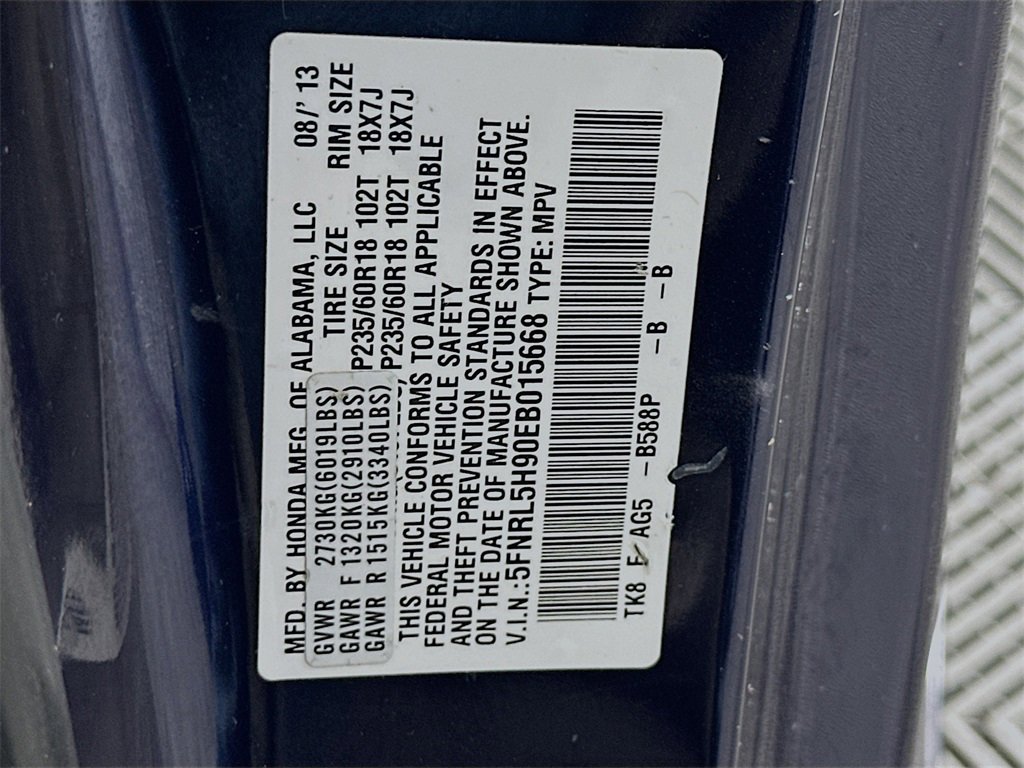 MFD. BY HONDA MFG. OF ALABAMA, LLC 08/'13
TIRE SIZE RIM SIZE
GVWR 2730KG(6019LBS)
GAWR F 1320KG(2910LBS) P235/60R18 102T 18X7J
GAWR R 1515KG(3340LBS) P235/60R18 102T 18X7J
THIS VEHICLE CONFORMS TO ALL APPLICABLE
FEDERAL MOTOR VEHICLE SAFETY
AND THEFT PREVENTION STANDARDS IN EFFECT
ON THE DATE OF MANUFACTURE SHOWN ABOVE.
V.I.N.:5FNRL5H90EB015668 TYPE: MPV
TK8 E AG5 -B588P -B -B